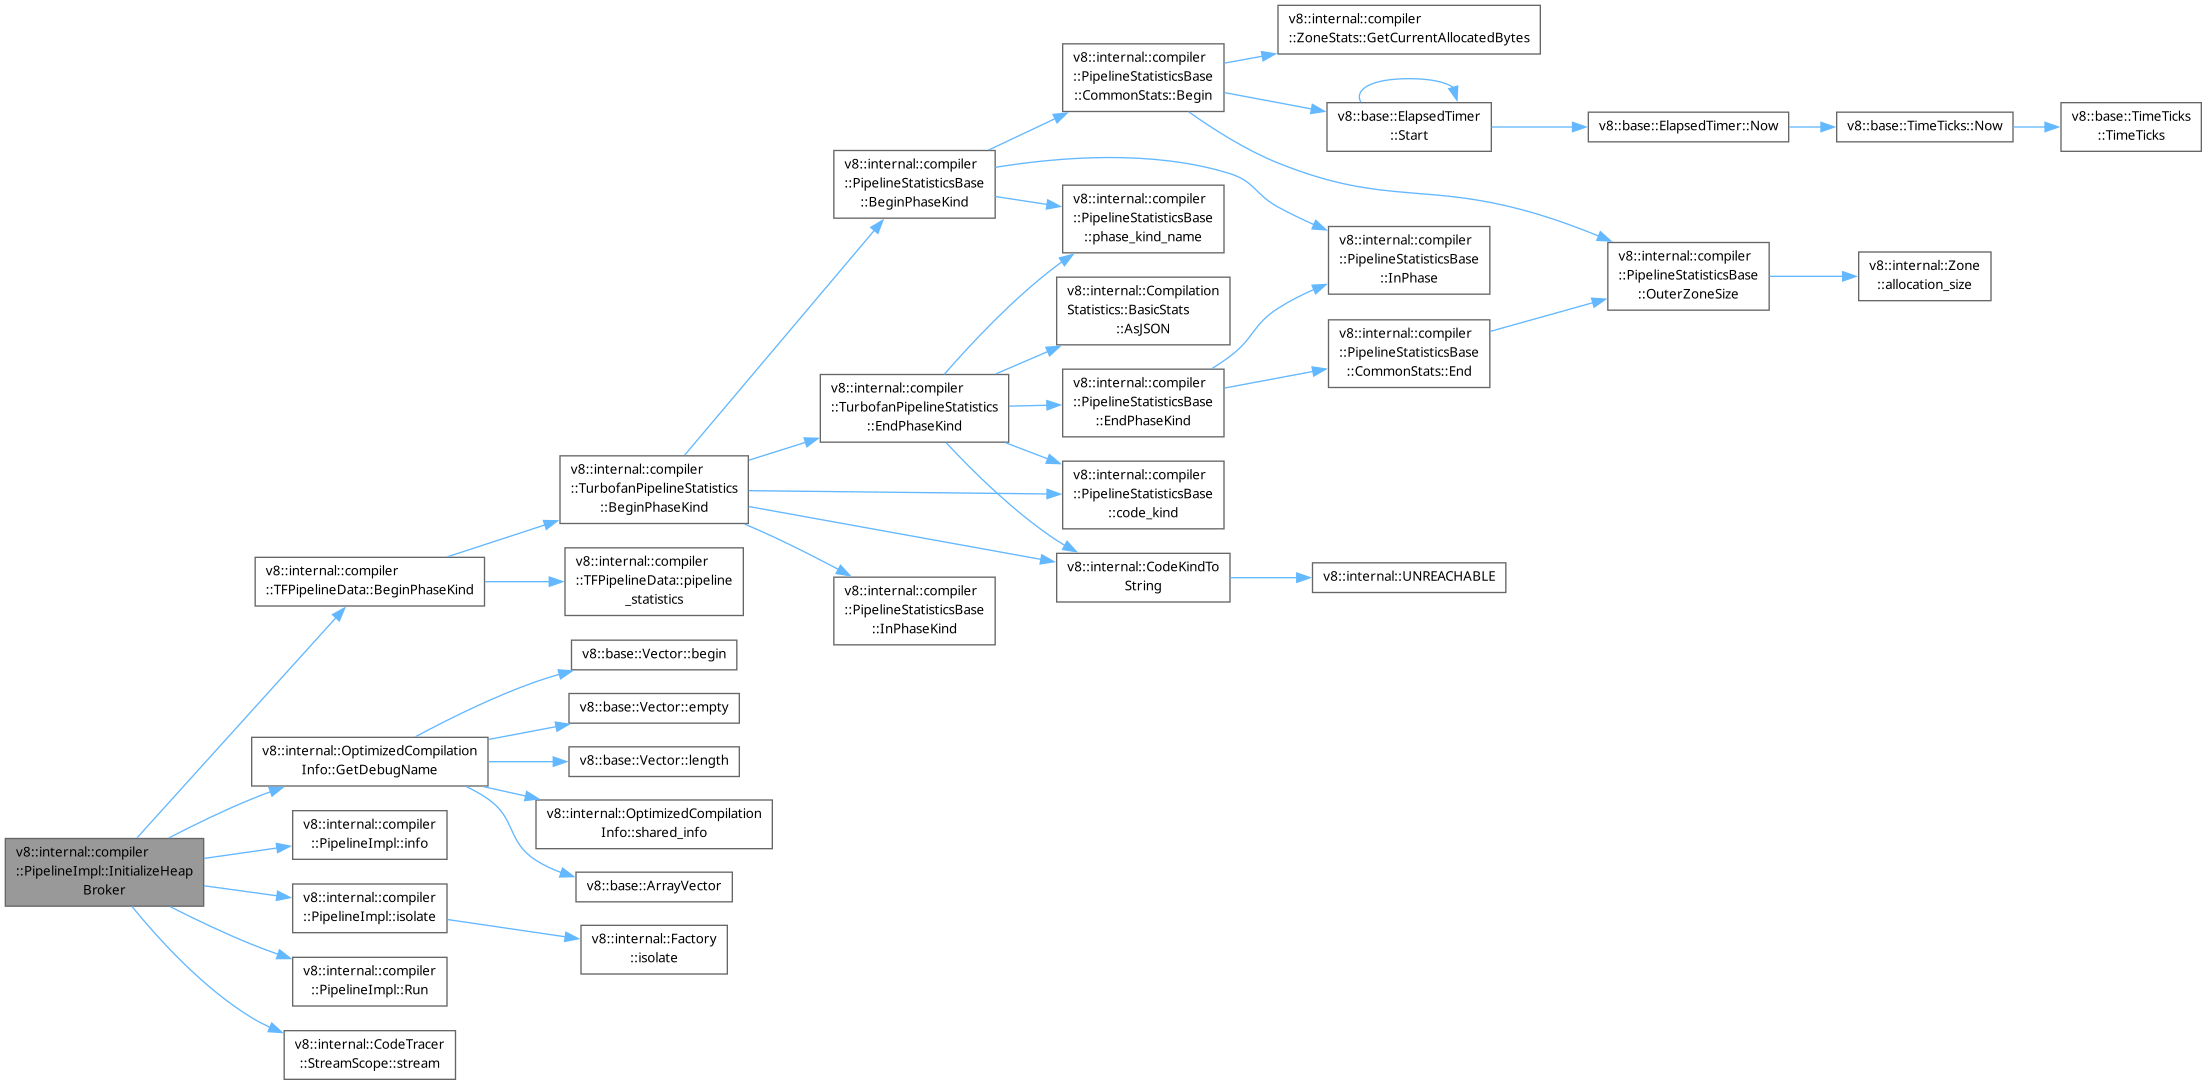 v8::internal::compiler
::PipelineImpl::InitializeHeap
Broker
v8::internal::compiler
::TFPipelineData::BeginPhaseKind
v8::internal::OptimizedCompilation
Info::GetDebugName
v8::internal::compiler
::PipelineImpl::info
v8::internal::compiler
::PipelineImpl::isolate
v8::internal::compiler
::PipelineImpl::Run
v8::internal::CodeTracer
::StreamScope::stream
v8::internal::compiler
::TurbofanPipelineStatistics
::BeginPhaseKind
v8::internal::compiler
::TFPipelineData::pipeline
_statistics
v8::base::Vector::begin
v8::base::Vector::empty
v8::base::Vector::length
v8::internal::OptimizedCompilation
Info::shared_info
v8::base::ArrayVector
v8::internal::Factory
::isolate
v8::internal::compiler
::PipelineStatisticsBase
::BeginPhaseKind
v8::internal::compiler
::TurbofanPipelineStatistics
::EndPhaseKind
v8::internal::compiler
::PipelineStatisticsBase
::InPhaseKind
v8::internal::compiler
::PipelineStatisticsBase
::CommonStats::Begin
v8::internal::compiler
::PipelineStatisticsBase
::phase_kind_name
v8::internal::Compilation
Statistics::BasicStats
::AsJSON
v8::internal::compiler
::PipelineStatisticsBase
::EndPhaseKind
v8::internal::compiler
::PipelineStatisticsBase
::code_kind
v8::internal::CodeKindTo
String
v8::internal::compiler
::ZoneStats::GetCurrentAllocatedBytes
v8::base::ElapsedTimer
::Start
v8::internal::compiler
::PipelineStatisticsBase
::InPhase
v8::internal::compiler
::PipelineStatisticsBase
::CommonStats::End
v8::internal::UNREACHABLE
v8::base::ElapsedTimer::Now
v8::internal::compiler
::PipelineStatisticsBase
::OuterZoneSize
v8::base::TimeTicks::Now
v8::internal::Zone
::allocation_size
v8::base::TimeTicks
::TimeTicks